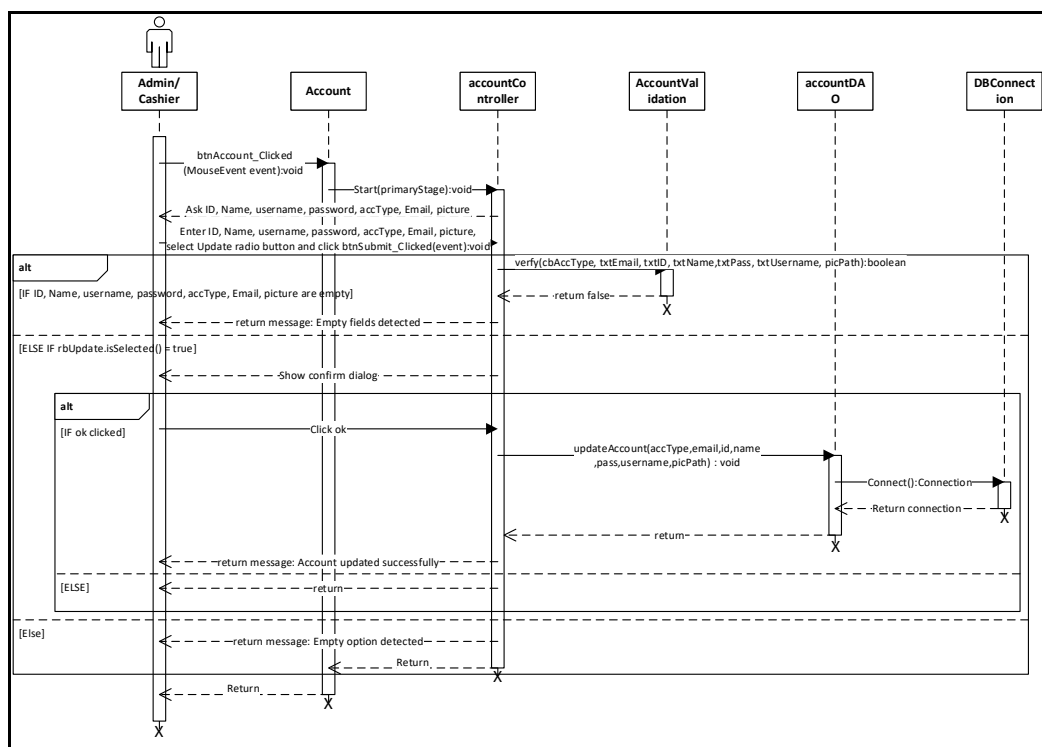 Admin/
Cashier
Account
accountCo
ntroller
AccountVal
idation
accountDA
O
DBConnect
ion
btnAccount_Clicked
(MouseEvent event):void
Start(primaryStage):void
Ask ID, Name, username, password, accType, Email, picture
Enter ID, Name, username, password, accType, Email, picture,
select Update radio button and click btnSubmit_Clicked(event):void
alt
verfy(cbAccType, txtEmail, txtID, txtName,txtPass, txtUsername, picPath):boolean
[IF ID, Name, username, password, accType, Email, picture are empty]
return false
X
return message: Empty fields detected
[ELSE IF rbUpdate.isSelected() = true]
Show confirm dialog
alt
[IF ok clicked]
Click ok
updateAccount(accType,email,id,name
,pass,username,picPath) : void
Connect():Connection
Return connection
X
return
X
return message: Account updated successfully
[ELSE]
return
[Else]
return message: Empty option detected
Return
X
Return
X
X